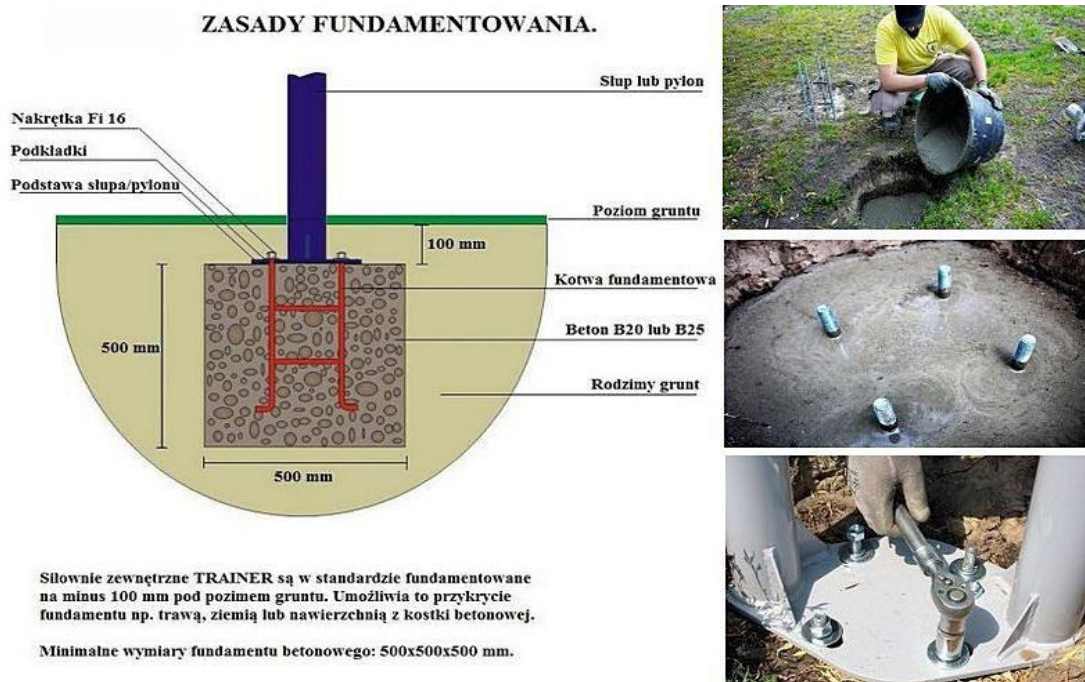 ZASADY FUNDAMENTOWANIA.
Słup lub pylon
Nakrętka Fi 16
Podkładki
Podstawa słupa/pylonu
Poziom gruntu
100 mm
Kotwa fundamentowa
Beton B20 lub B25
500 mm
Rodzimy grunt
500 mm
Siłownie zewnętrzne TRAINER są w standardzie fundamentowane
na minus 100 mm pod pozimem gruntu. Umożliwia to przykrycie
fundamentu np. trawą, ziemią lub nawierzchnią z kostki betonowej.
Minimalne wymiary fundamentu betonowego: 500x500x500 mm.